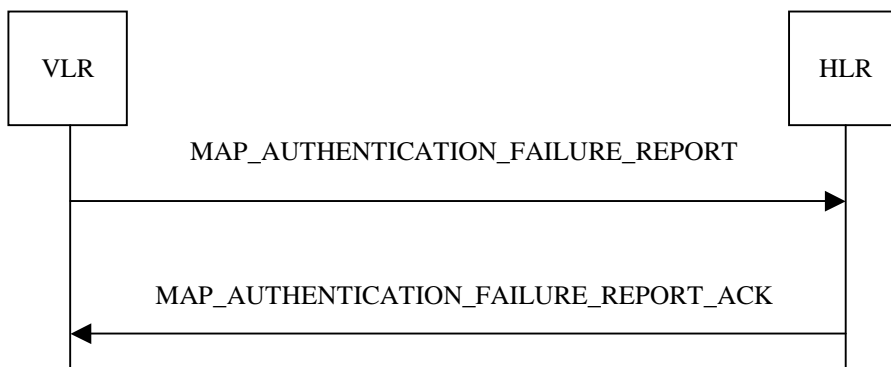 VLR
HLR
MAP_AUTHENTICATION_FAILURE_REPORT
MAP_AUTHENTICATION_FAILURE_REPORT_ACK